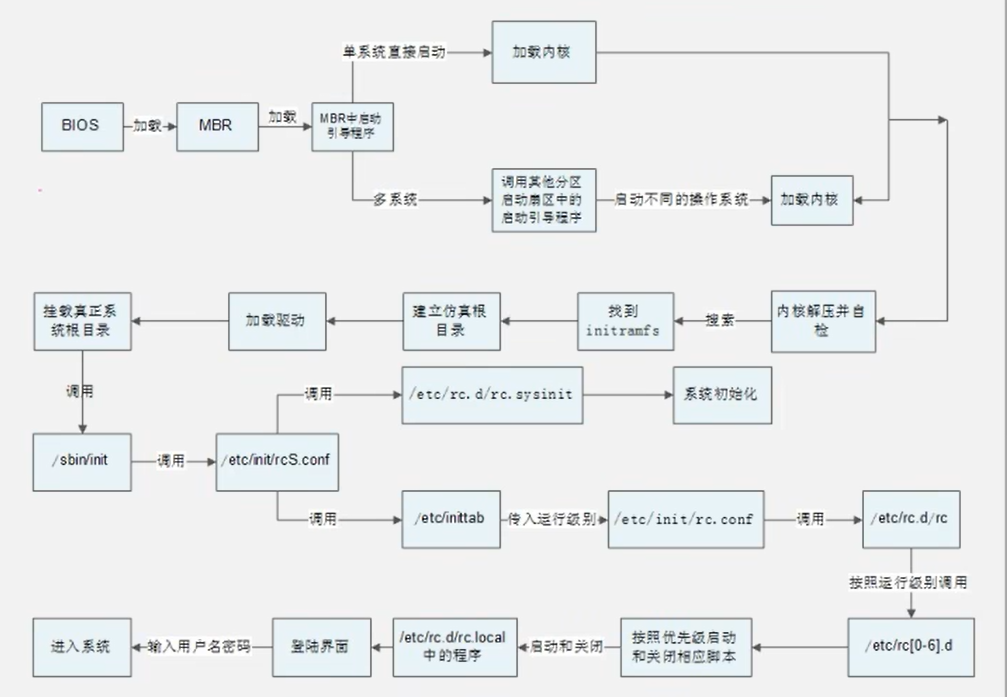 单系统直接启动
加载内核
BIOS
加载
MBR
加载
MBR中启动
引导程序
多系统
调用其他分区
启动扇区中的
启动引导程序
启动不同的操作系统
加载内核
挂载真正系
统根目录
加载驱动
建立仿真根
目录
找到
initramfs
搜索
内核解压并自
检
调用
调用
/etc/rc.d/rc.sysinit
系统初始化
/sbin/init
调用
/etc/init/rcS.conf
调用
/etc/inittab
传入运行级别
/etc/init/rc.conf
调用
/etc/rc.d/rc
按照运行级别调用
进入系统
输入用户名密码
登陆界面
/etc/rc.d/rc.local
中的程序
启动和关闭
按照优先级启动
和关闭相应脚本
/etc/rc[0-6].d